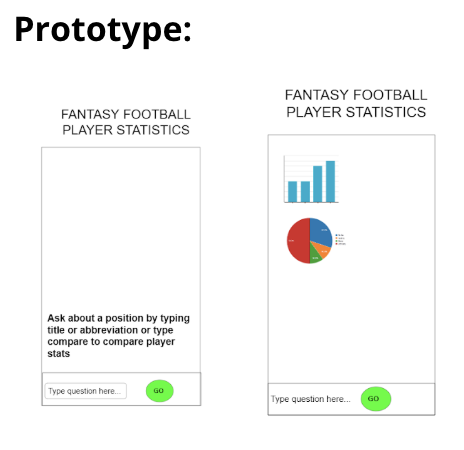 Prototype:
FANTASY FOOTBALL
PLAYER STATISTICS
Ask about a position by typing
title or abbreviation or type
compare to compare player
stats
Type question here...
GO
FANTASY FOOTBALL
PLAYER STATISTICS
Type question here...
GO